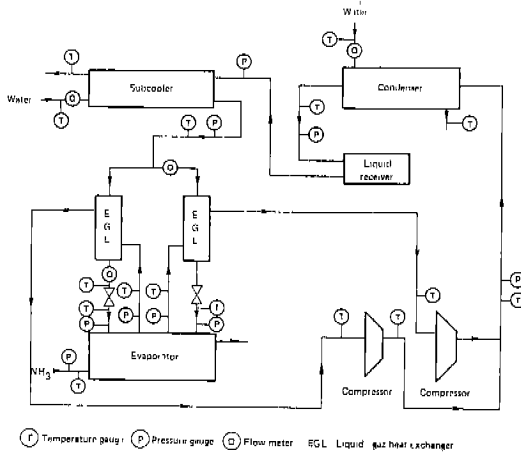 Water
T
Q
T
Subcooler
P
Condenser
Water
Q
T
T
T
P
T P
Liquid
receiver
Q
E
G
L
E
G
L
Q
T
T
P
T
P
T
P
T
P
T
P
T
T
T
Evaporator
P
NH3
T
Compressor
Compressor
T Temperature gauge P Pressure gauge Q Flow meter EGL Liquid gaz heat exchanger